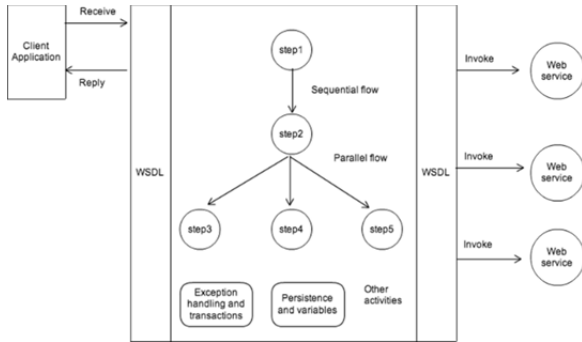 Receive
Client
Application
Reply
step1
Sequential flow
step2
Parallel flow
WSDL
step3
step4
step5
Exception
handling and
transactions
Persistence
and variables
Other
activities
WSDL
Invoke
Web
service
Invoke
Web
service
Invoke
Web
service